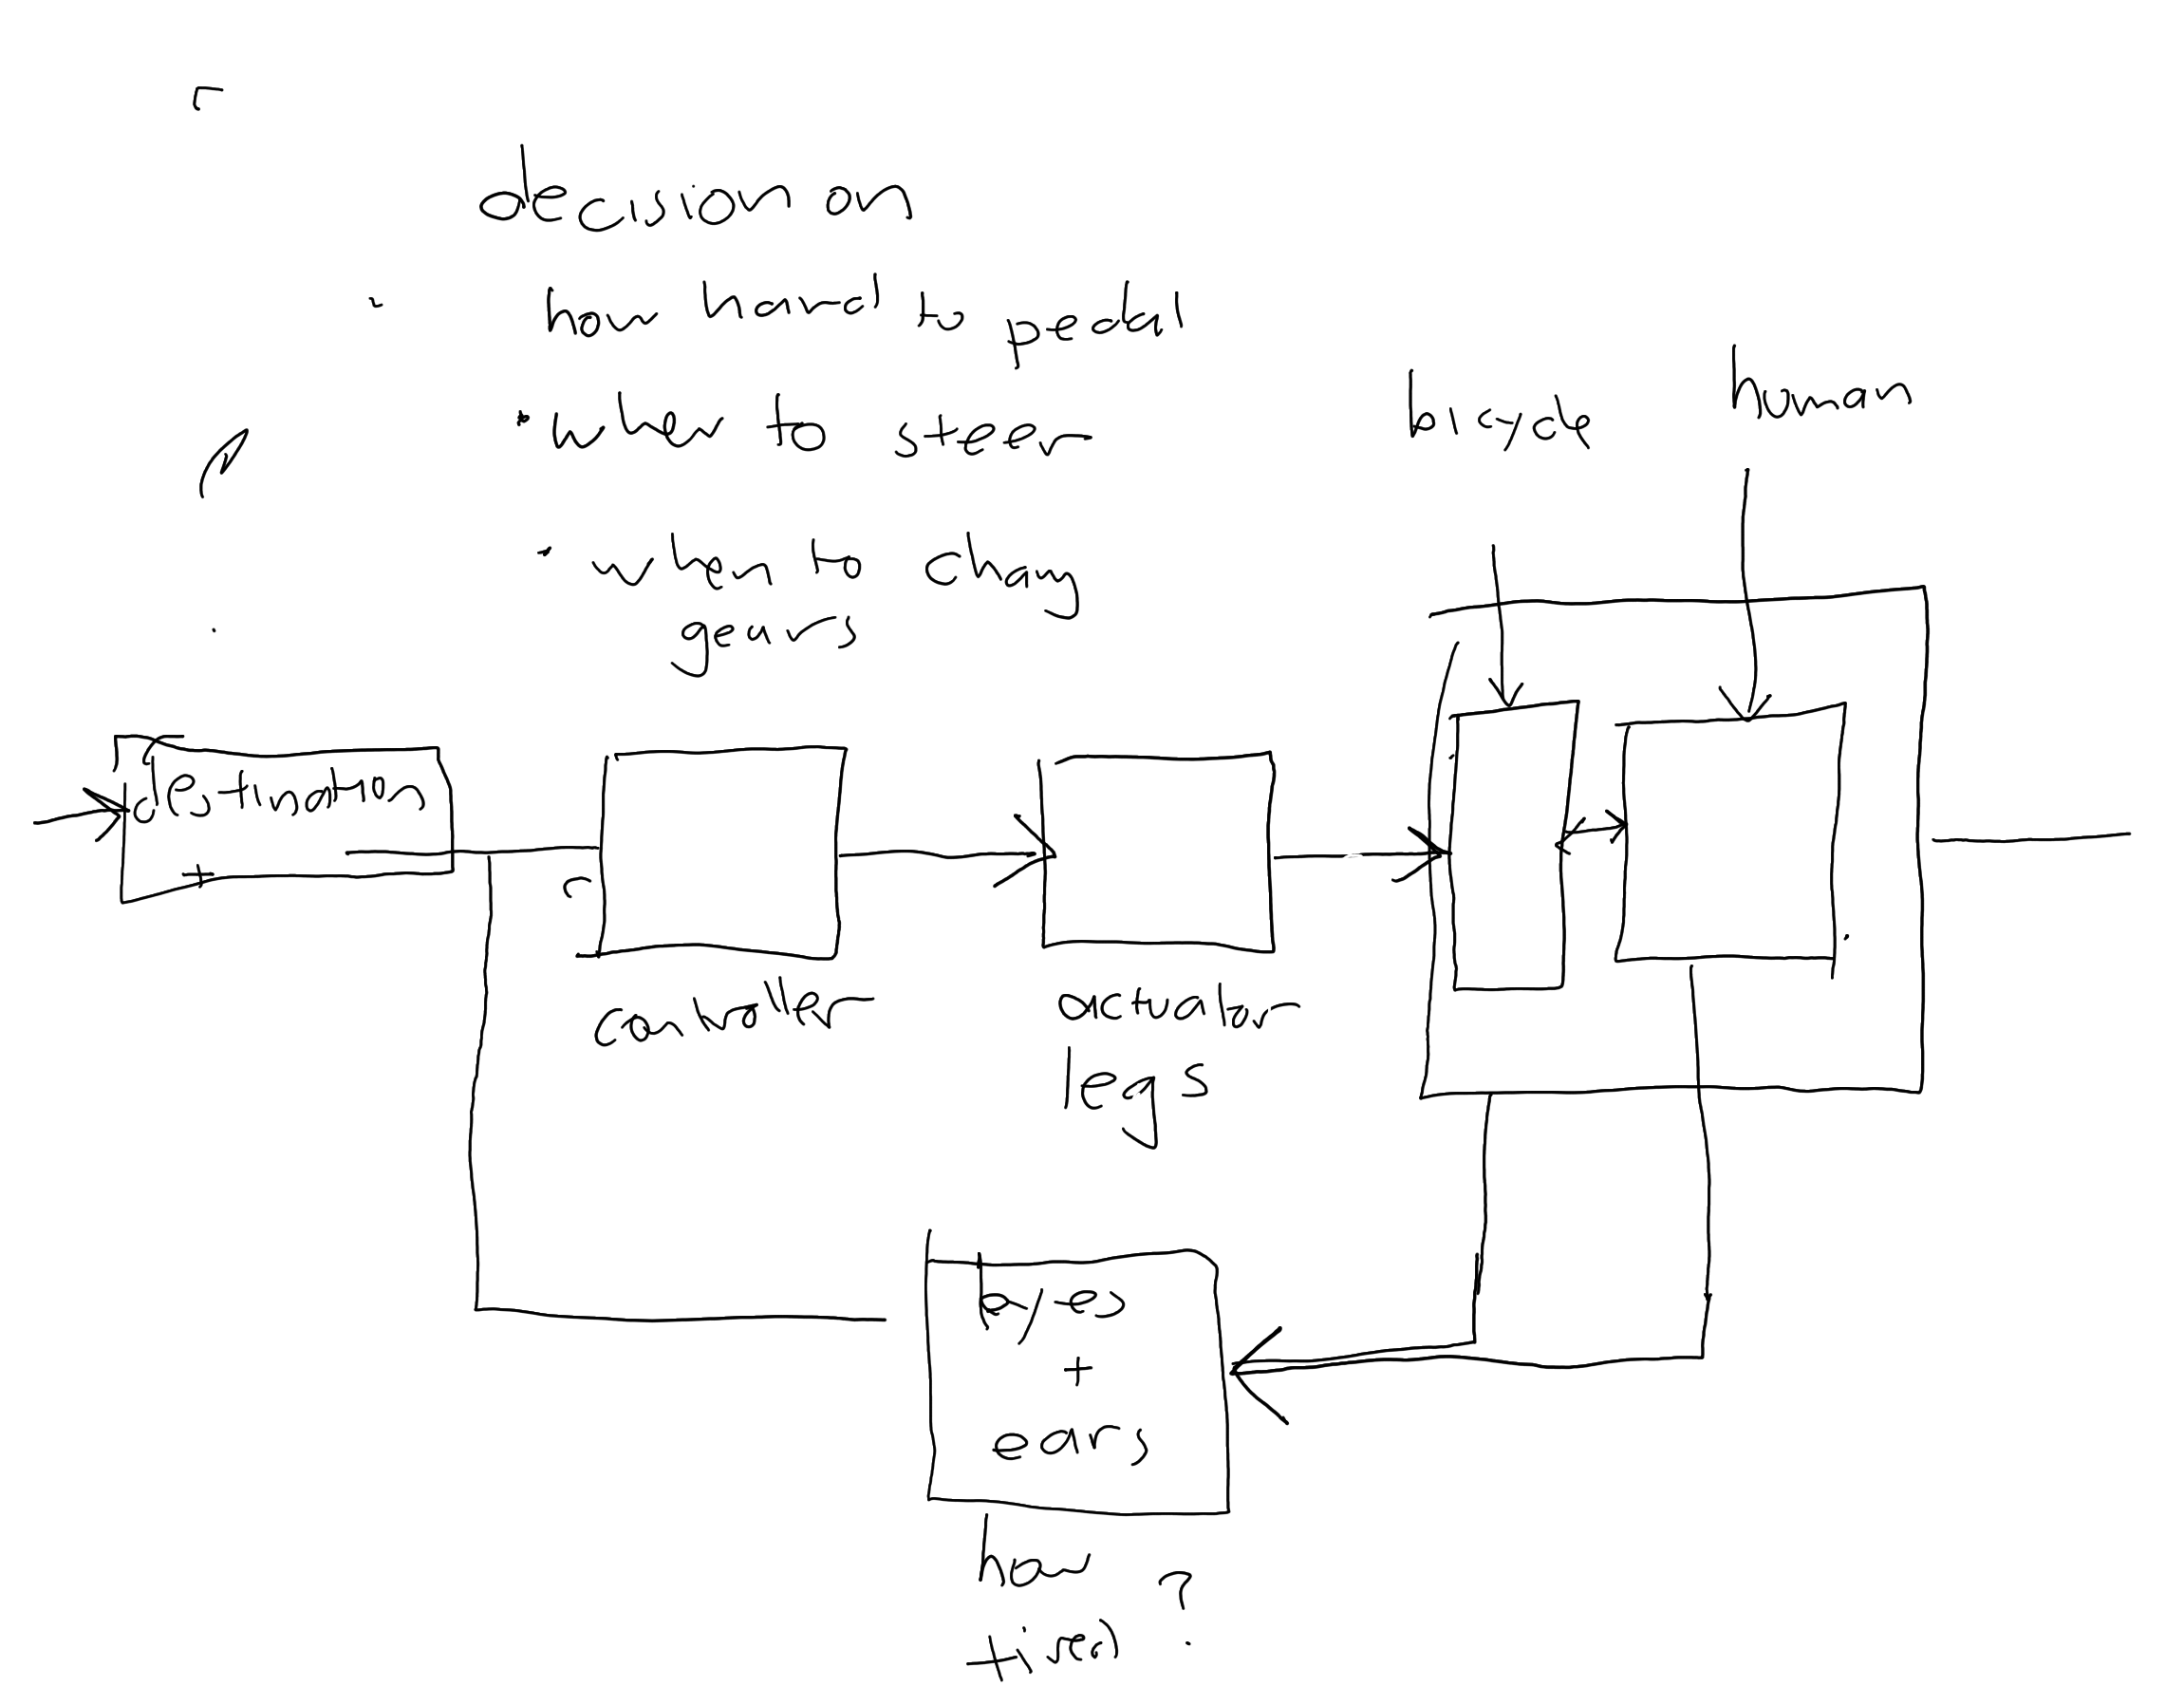 decision on
how hard to pedal
• when to steer
• when to chang
gears
bicycle
human
destination
+
controller
actuator
legs
eyes
+
ears
how
tired ?